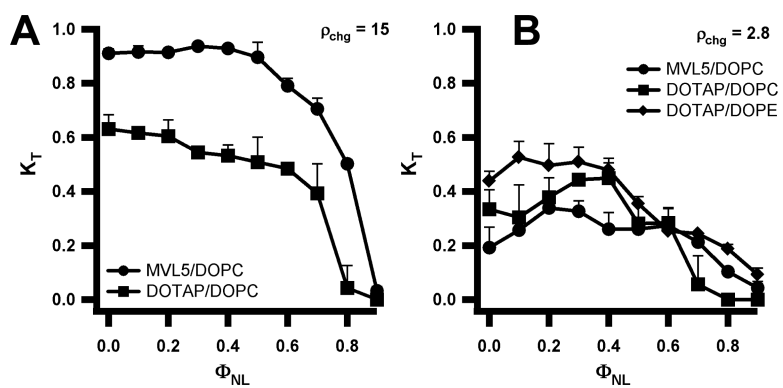 A
ρchg = 15
1.0
0.8
0.6
0.4
0.2
0.0
KT
MVL5/DOPC
DOTAP/DOPC
0.0 0.2 0.4 0.6 0.8
ΦNL
B
ρchg = 2.8
1.0
0.8
0.6
0.4
0.2
0.0
KT
MVL5/DOPC
DOTAP/DOPC
DOTAP/DOPE
0.0 0.2 0.4 0.6 0.8
ΦNL